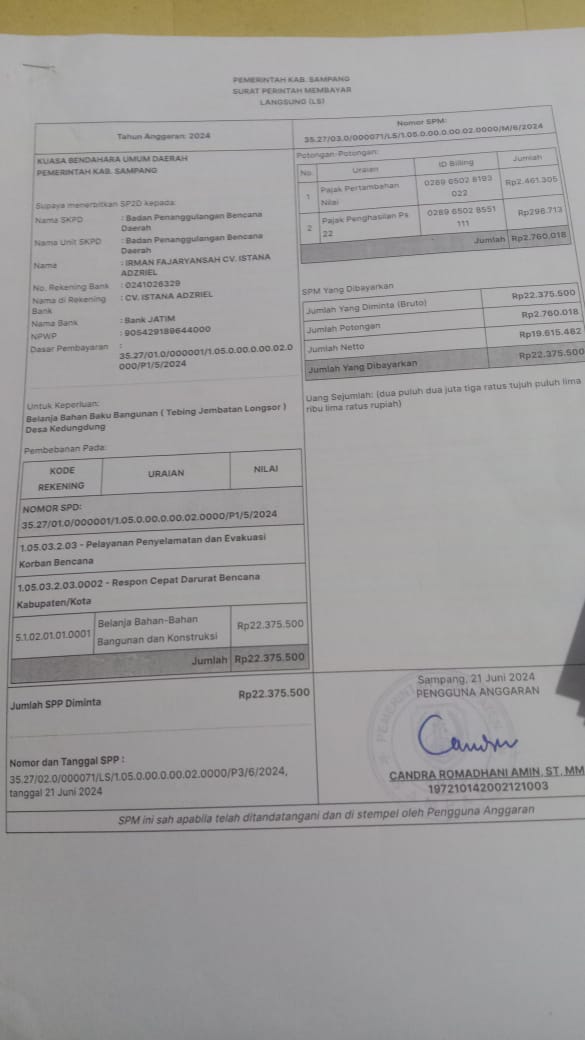 PEMERINTAH KAB. SAMPANG
SURAT PERINTAH MEMBAYAR
LANGSUNG (LS)
Tahun Anggaran: 2024
Nomor SPM:
35.27/03.0/000071/LS/1.05.0.00.0.00.02.0000/M/6/2024
KUASA BENDAHARA UMUM DAERAH
PEMERINTAH KAB. SAMPANG
Supaya menerbitkan SP2D kepada:
Nama SKPD : Badan Penanggulangan Bencana
Daerah
Nama Unit SKPD : Badan Penanggulangan Bencana
Daerah
Nama : IRMAN FAJARYANSAH CV. ISTANA
ADZRIEL
No. Rekening Bank : 0241026329
Nama di Rekening : CV. ISTANA ADZRIEL
Bank
Nama Bank : Bank JATIM
NPWP : 905429189644000
Dasar Pembayaran :
35.27/01.0/000001/1.05.0.00.0.00.02.0
000/P1/5/2024
Untuk Keperluan:
Belanja Bahan Baku Bangunan ( Tebing Jembatan Longsor )
Desa Kedungdung
Pembebanan Pada:
KODE REKENING URAIAN NILAI
NOMOR SPD:
35.27/01.0/000001/1.05.0.00.0.00.02.0000/P1/5/2024
1.05.03.2.03 - Pelayanan Penyelamatan dan Evakuasi
Korban Bencana
1.05.03.2.03.0002 - Respon Cepat Darurat Bencana
Kabupaten/Kota
5.1.02.01.01.0001 Belanja Bahan-Bahan Rp22.375.500
Bangunan dan Konstruksi
Jumlah Rp22.375.500
Jumlah SPP Diminta Rp22.375.500
Nomor dan Tanggal SPP :
35.27/02.0/000071/LS/1.05.0.00.0.00.02.0000/P3/6/2024,
tanggal 21 Juni 2024
Potongan-Potongan:
No. Uraian ID Billing Jumlah
1 Pajak Pertambahan 0289 6502 8193 Rp2.461.305
Nilai 022
2 Pajak Penghasilan Ps 0289 6502 8551 Rp298.713
22 111
Jumlah Rp2.760.018
SPM Yang Dibayarkan
Jumlah Yang Diminta (Bruto) Rp22.375.500
Jumlah Potongan Rp2.760.018
Jumlah Netto Rp19.615.482
Jumlah Yang Dibayarkan Rp22.375.500
Uang Sejumlah: (dua puluh dua juta tiga ratus tujuh puluh lima
ribu lima ratus rupiah)
Sampang, 21 Juni 2024
PENGGUNA ANGGARAN
CANDRA ROMADHANI AMIN, ST, MM
197210142002121003
SPM ini sah apabila telah ditandatangani dan di stempel oleh Pengguna Anggaran